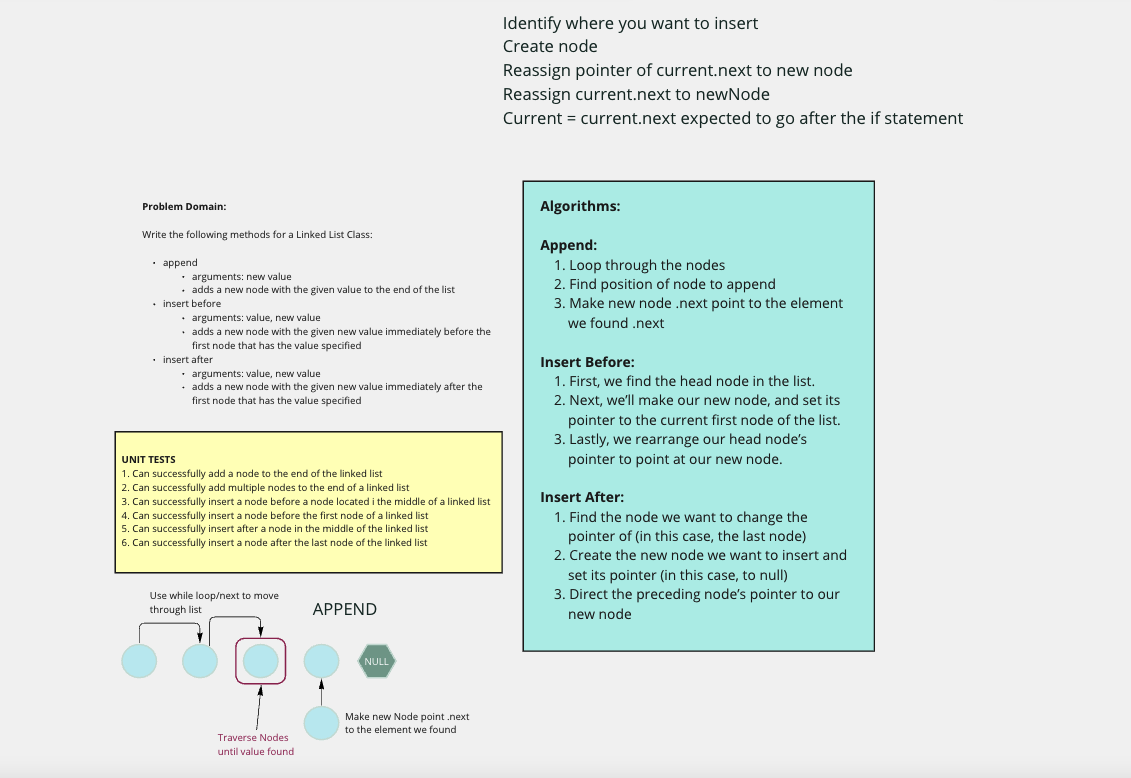 Identify where you want to insert
Create node
Reassign pointer of current.next to new node
Reassign current.next to newNode
Current = current.next expected to go after the if statement
Problem Domain:
Write the following methods for a Linked List Class:
• append
• arguments: new value
• adds a new node with the given value to the end of the list
• insert before
• arguments: value, new value
• adds a new node with the given new value immediately before the
first node that has the value specified
• insert after
• arguments: value, new value
• adds a new node with the given new value immediately after the
first node that has the value specified
UNIT TESTS
1. Can successfully add a node to the end of the linked list
2. Can successfully add multiple nodes to the end of a linked list
3. Can successfully insert a node before a node located i the middle of a linked list
4. Can successfully insert a node before the first node of a linked list
5. Can successfully insert after a node in the middle of the linked list
6. Can successfully insert a node after the last node of the linked list
Algorithms:
Append:
1. Loop through the nodes
2. Find position of node to append
3. Make new node .next point to the element
we found .next
Insert Before:
1. First, we find the head node in the list.
2. Next, we’ll make our new node, and set its
pointer to the current first node of the list.
3. Lastly, we rearrange our head node’s
pointer to point at our new node.
Insert After:
1. Find the node we want to change the
pointer of (in this case, the last node)
2. Create the new node we want to insert and
set its pointer (in this case, to null)
3. Direct the preceding node’s pointer to our
new node
Use while loop/next to move
through list
APPEND
NULL
Make new Node point .next
to the element we found
Traverse Nodes
until value found